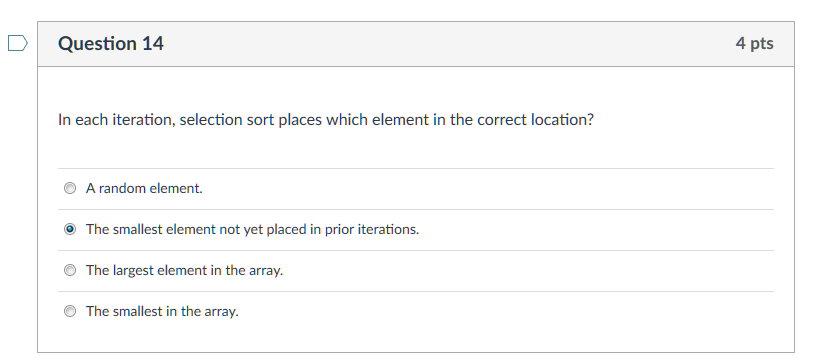 Question 14
4 pts
In each iteration, selection sort places which element in the correct location?
A random element.
The smallest element not yet placed in prior iterations.
The largest element in the array.
The smallest in the array.